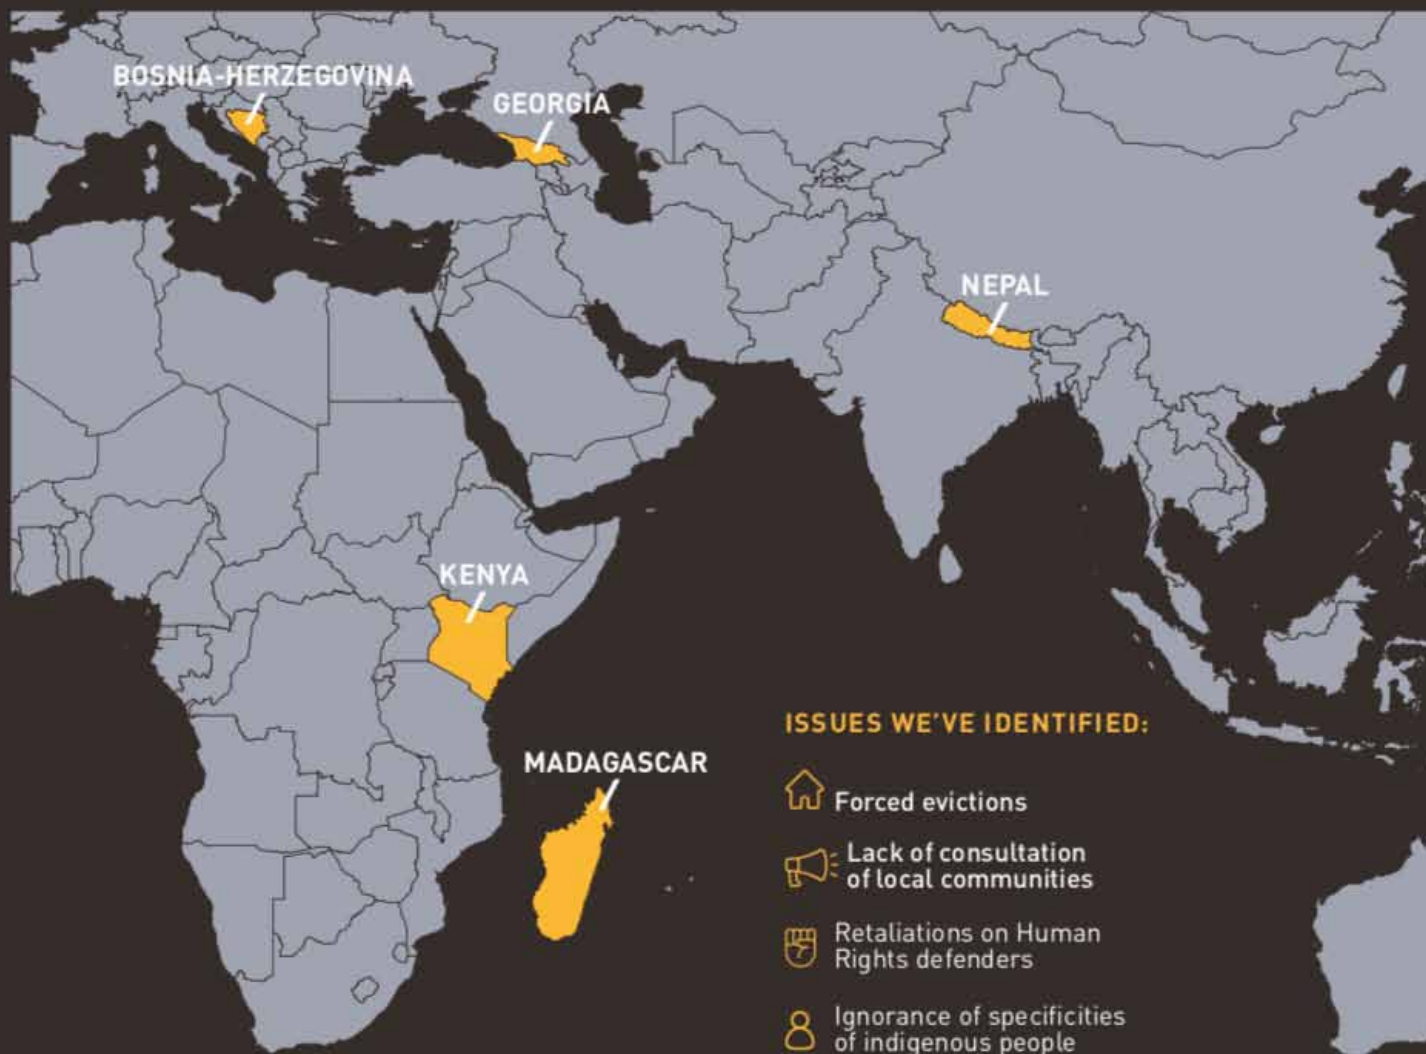 BOSNIA-HERZEGOVINA
GEORGIA
NEPAL
KENYA
MADAGASCAR
ISSUES WE'VE IDENTIFIED:
Forced evictions
Lack of consultation
of local communities
Retaliations on Human
Rights defenders
Ignorance of specificities
of indigenous people